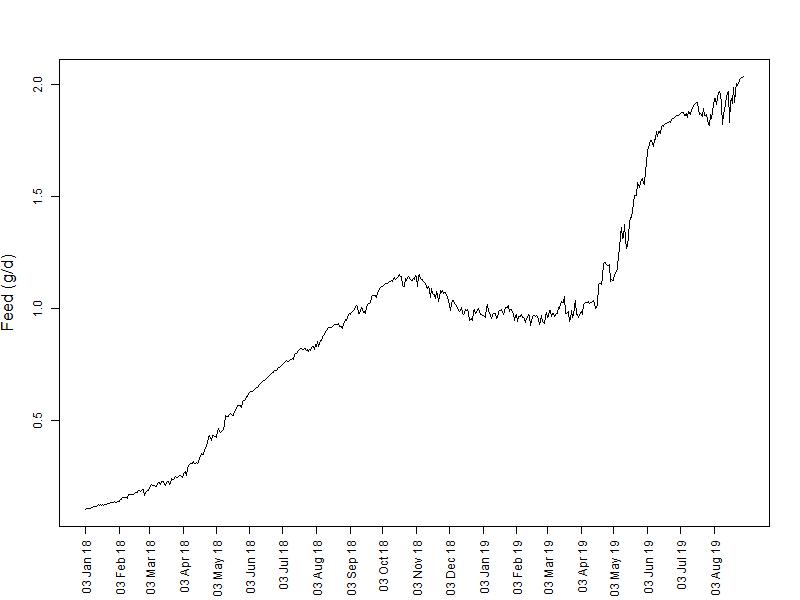 2.0
1.5
1.0
0.5
Feed (g/d)
03 Jan 18
03 Feb 18
03 Mar 18
03 Apr 18
03 May 18
03 Jun 18
03 Jul 18
03 Aug 18
03 Sep 18
03 Oct 18
03 Nov 18
03 Dec 18
03 Jan 19
03 Feb 19
03 Mar 19
03 Apr 19
03 May 19
03 Jun 19
03 Jul 19
03 Aug 19